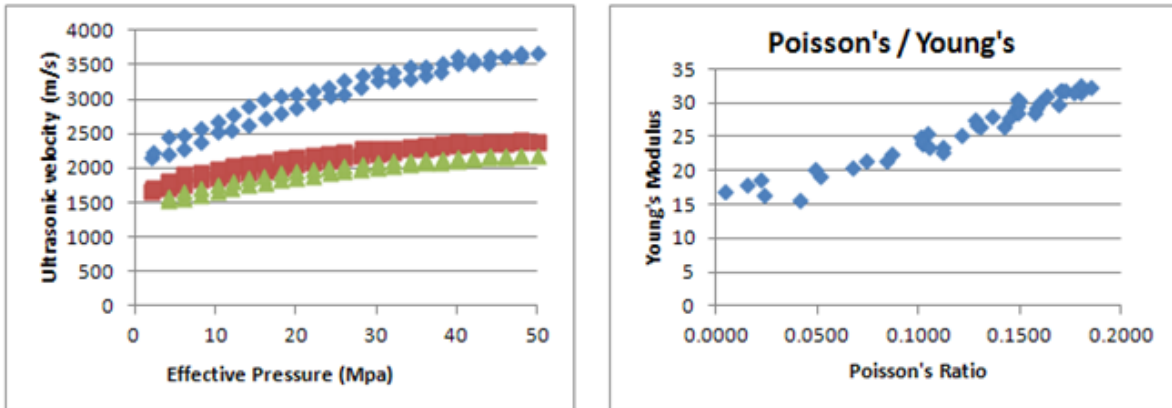 Ultrasonic velocity (m/s)
4000
3500
3000
2500
2000
1500
1000
500
0
0 10 20 30 40 50
Effective Pressure (Mpa)
Poisson's / Young's
Young's Modulus
35
30
25
20
15
10
5
0
0.0000 0.0500 0.1000 0.1500 0.2000
Poisson's Ratio